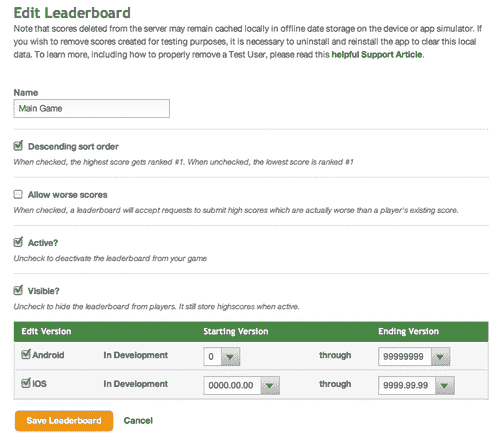 Edit Leaderboard
Note that scores deleted from the server may remain cached locally in offline date storage on the device or app simulator. If
you wish to remove scores created for testing purposes, it is necessary to uninstall and reinstall the app to clear this local
data. To learn more, including how to properly remove a Test User, please read this helpful Support Article.
Name
Main Game
Descending sort order
When checked, the highest score gets ranked #1. When unchecked, the lowest score is ranked #1
Allow worse scores
When checked, a leaderboard will accept requests to submit high scores which are actually worse than a player's existing score.
Active?
Uncheck to deactivate the leaderboard from your game
Visible?
Uncheck to hide the leaderboard from players. It still store highscores when active.
Edit Version Starting Version Ending Version
Android In Development 0 through 99999999
iOS In Development 0000.00.00 through 9999.99.99
Save Leaderboard Cancel